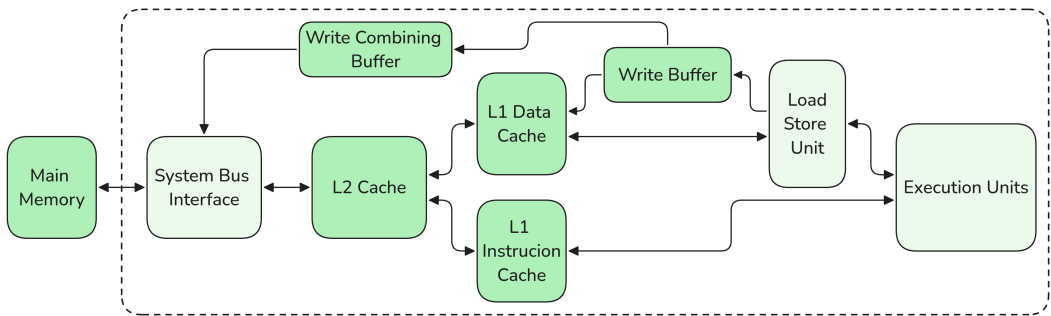 Write Combining
Buffer
Write Buffer
Load
Store
Unit
L1 Data
Cache
Main
Memory
System Bus
Interface
L2 Cache
Execution Units
L1
Instrucion
Cache